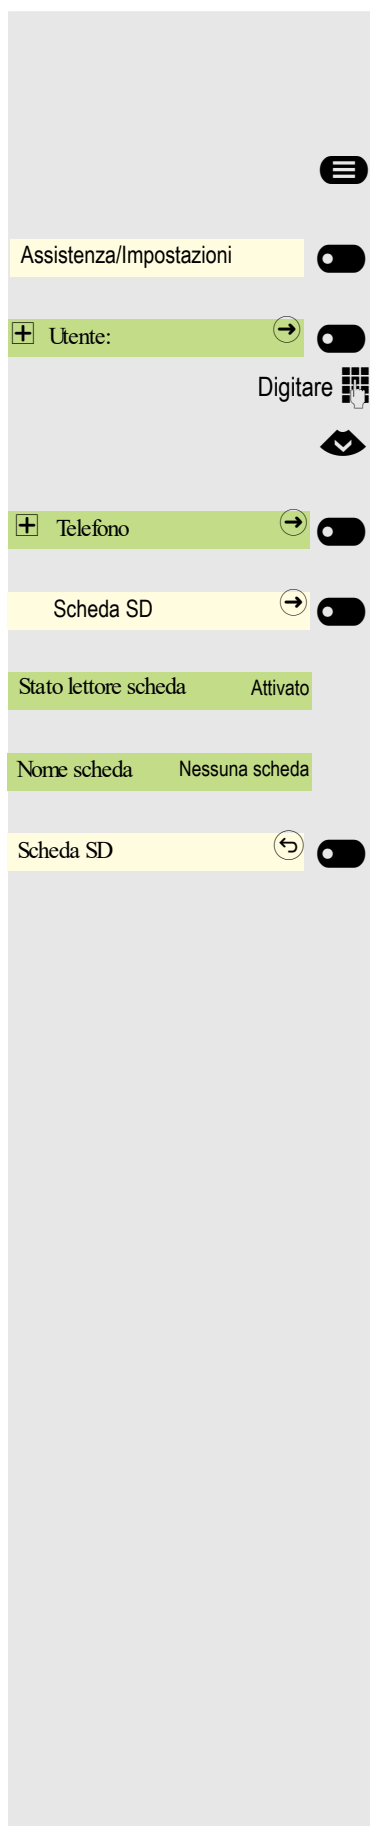 Assistenza/Impostazioni
Utente:
Digitare
Telefono
Scheda SD
Stato lettore scheda Attivato
Nome scheda Nessuna scheda
Scheda SD